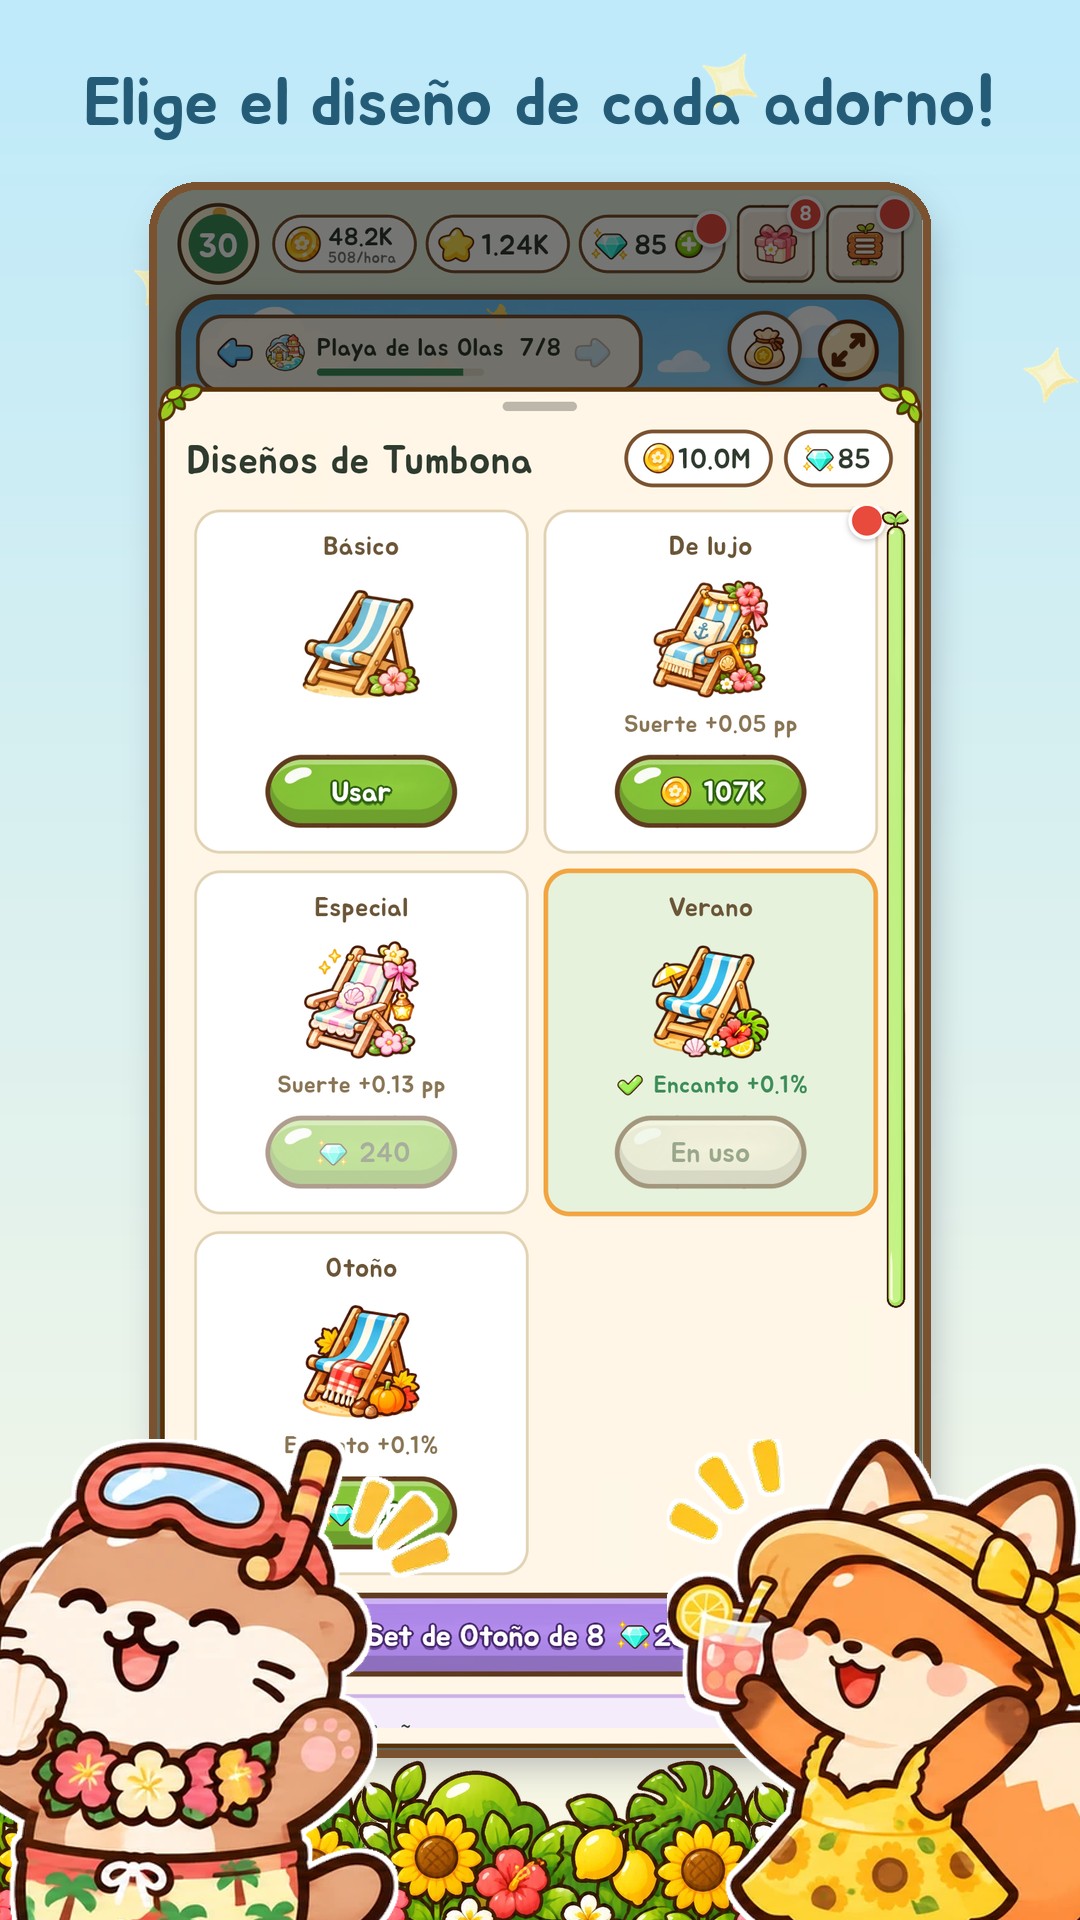 Elige el diseño de cada adorno!
30
48.2K
508/hora
1.24K
85
8
Playa de las Olas 7/8
Diseños de Tumbona
10.0M
85
Básico
De lujo
Suerte +0.05 pp
Usar
107K
Especial
Verano
Suerte +0.13 pp
Encanto +0.1%
240
En uso
Otoño
+0.1%
Set de Otoño de 8